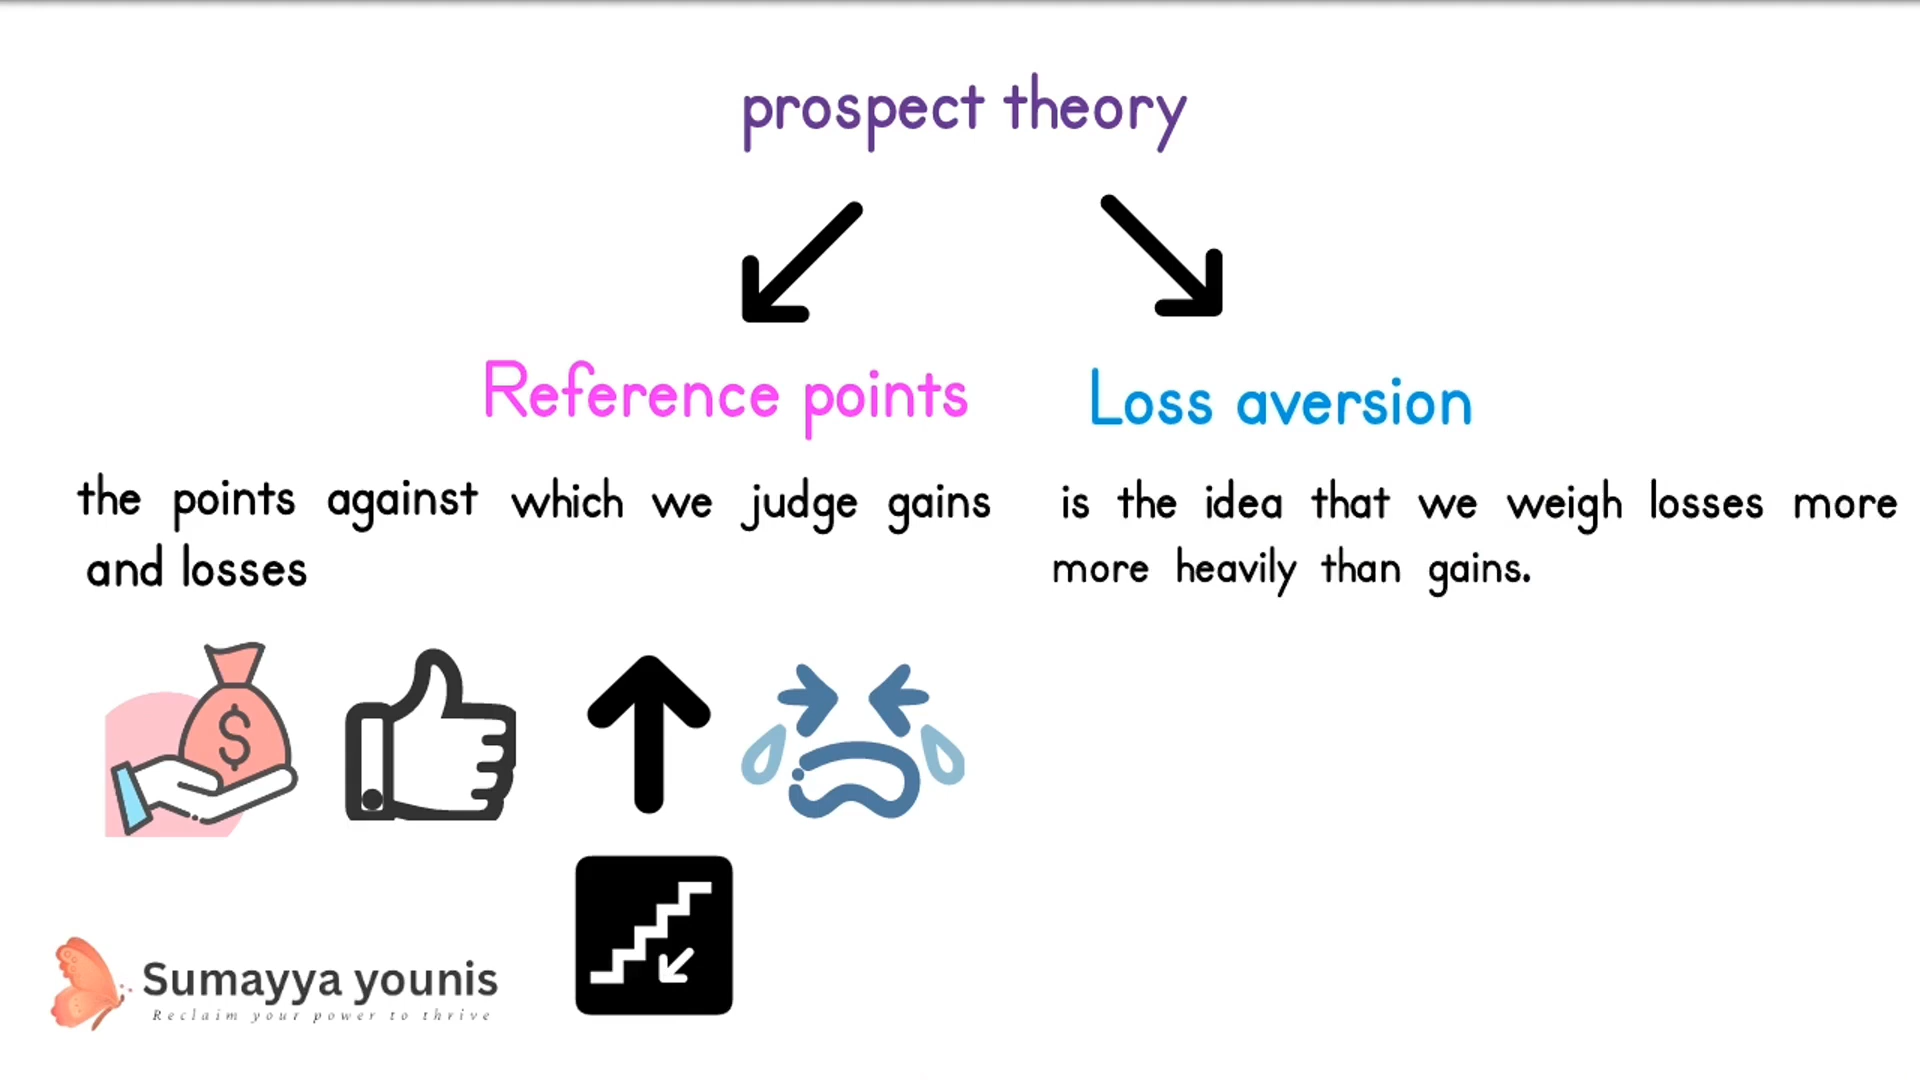 prospect theory
Reference points
the points against which we judge gains
and losses
Loss aversion
is the idea that we weigh losses more
more heavily than gains.
$
Sumayya younis
Reclaim your power to thrive